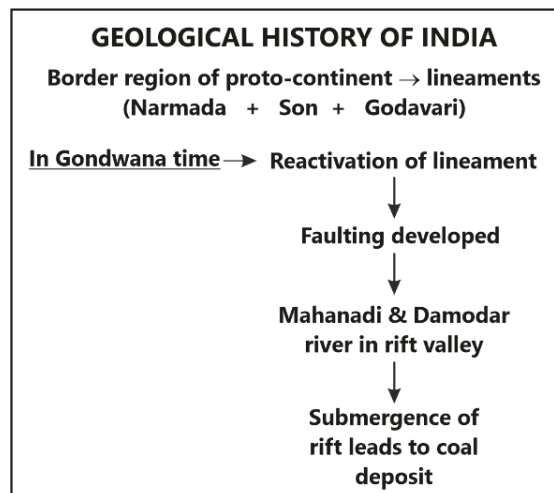 GEOLOGICAL HISTORY OF INDIA
Border region of proto-continent → lineaments
(Narmada + Son + Godavari)
In Gondwana time → Reactivation of lineament
Faulting developed
Mahanadi & Damodar
river in rift valley
Submergence of
rift leads to coal
deposit